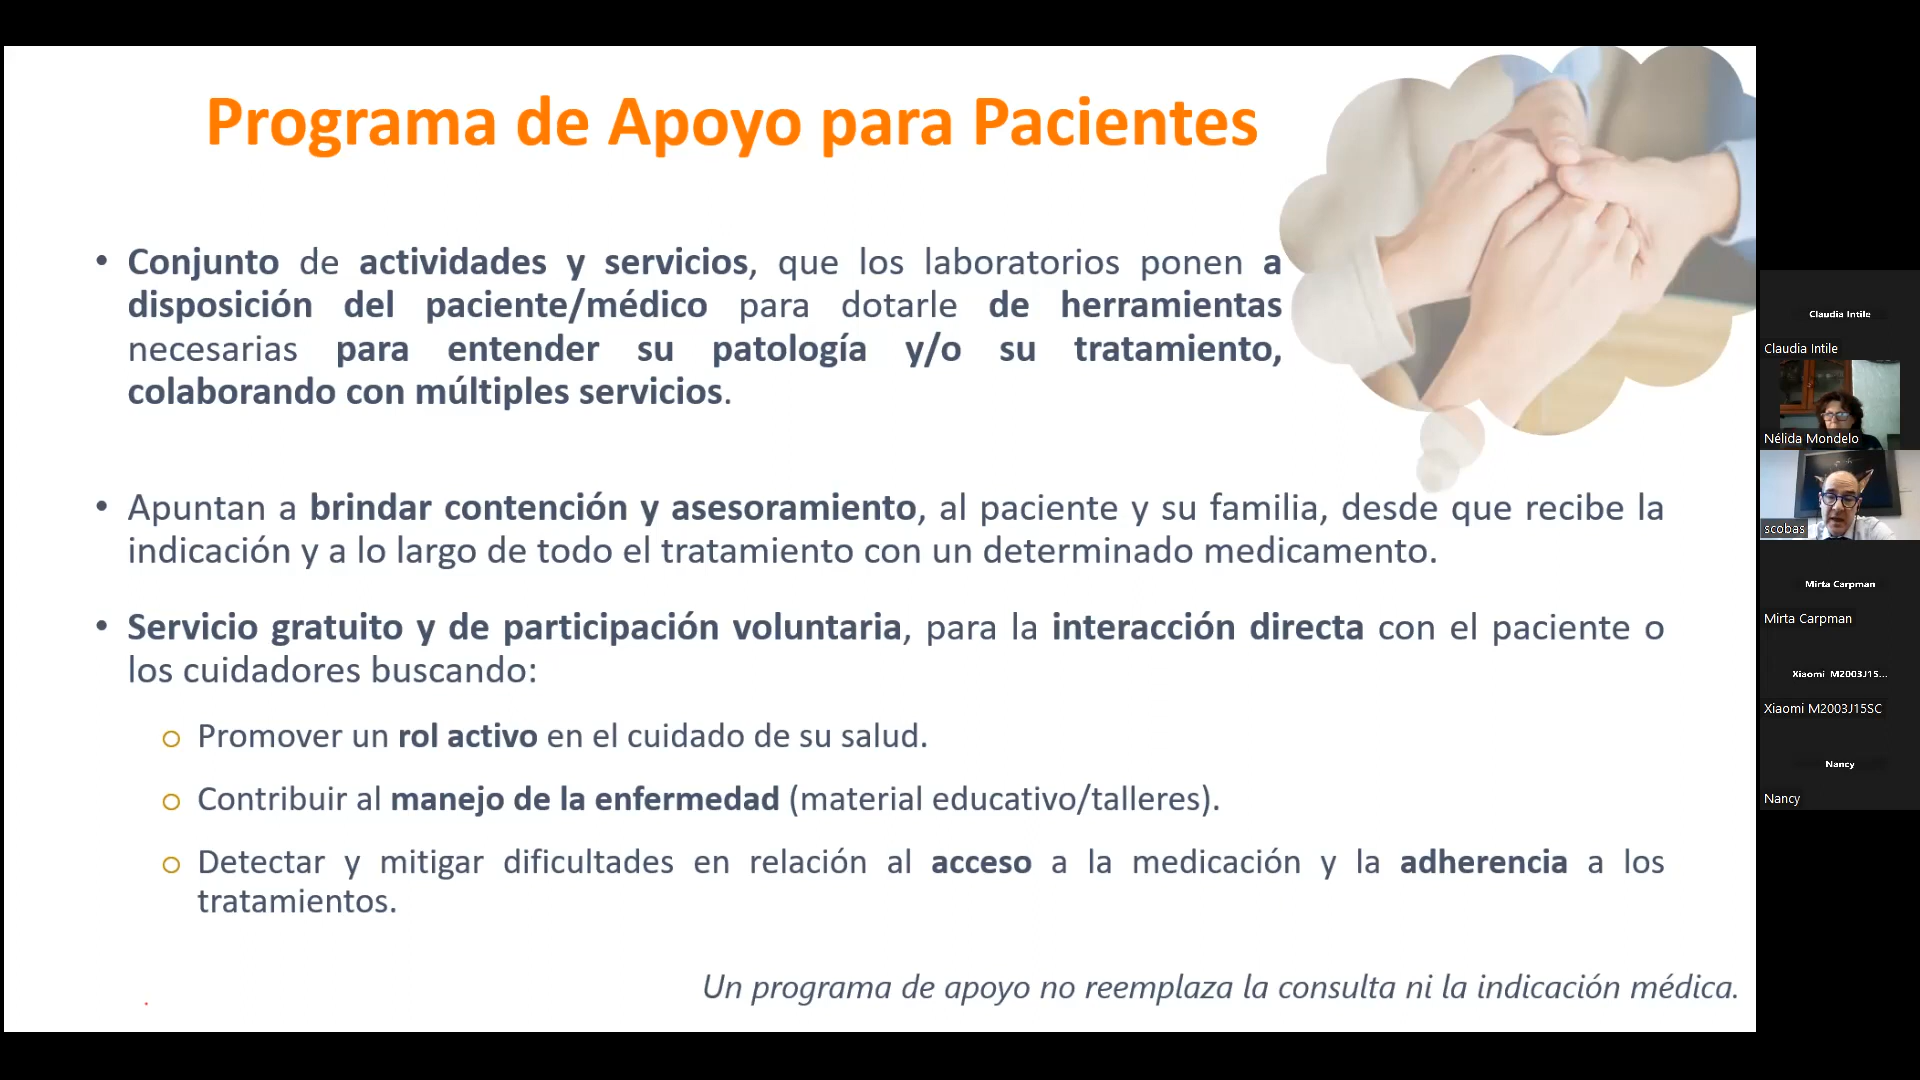 Programa de Apoyo para Pacientes
• Conjunto de actividades y servicios, que los laboratorios ponen a
disposición del paciente/médico para dotarle de herramientas
necesarias para entender su patología y/o su tratamiento,
colaborando con múltiples servicios.
• Apuntan a brindar contención y asesoramiento, al paciente y su familia, desde que recibe la
indicación y a lo largo de todo el tratamiento con un determinado medicamento.
• Servicio gratuito y de participación voluntaria, para la interacción directa con el paciente o
los cuidadores buscando:
o Promover un rol activo en el cuidado de su salud.
o Contribuir al manejo de la enfermedad (material educativo/talleres).
o Detectar y mitigar dificultades en relación al acceso a la medicación y la adherencia a los
tratamientos.
Un programa de apoyo no reemplaza la consulta ni la indicación médica.
Claudia Intile
Claudia Intile
Nélida Mondelo
scobas
Mirta Carpman
Mirta Carpman
Xiaomi M2003J15...
Xiaomi M2003J15SC
Nancy
Nancy